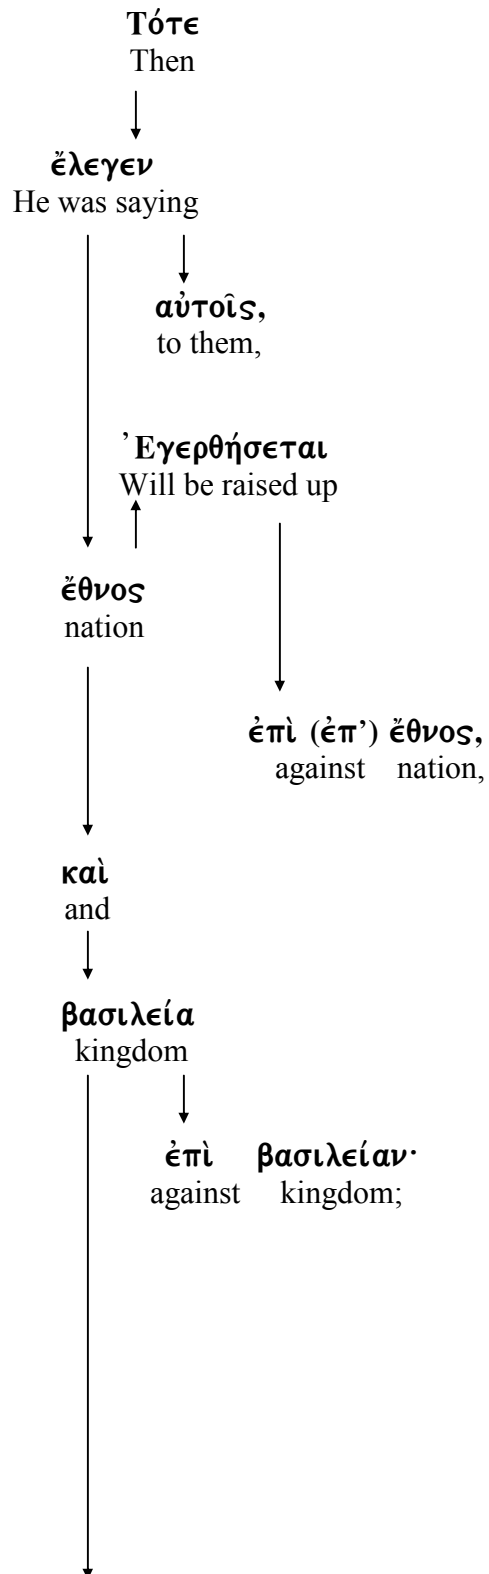 Τότε
Then
ἔλεγεν
He was saying
αὐτοῖς,
to them,
Ἐγερθήσεται
Will be raised up
ἔθνος
nation
ἐπὶ (ἐπ’) ἔθνος,
against nation,
καὶ
and
βασιλεία
kingdom
ἐπὶ βασιλείαν·
against kingdom;